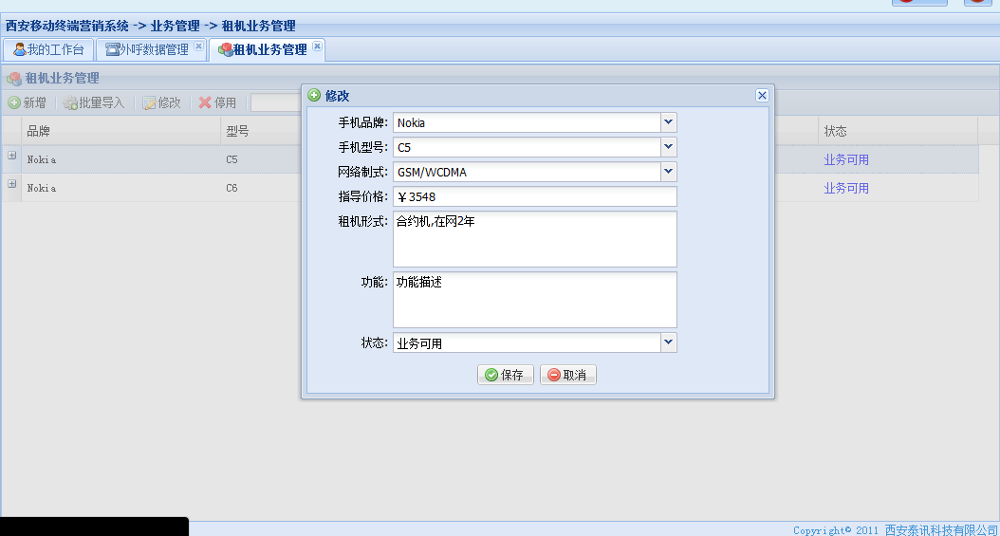 西安移动终端营销系统 -> 业务管理 -> 租机业务管理
我的工作台 外呼数据管理 租机业务管理
租机业务管理
新增 批量导入 修改 停用
品牌 型号 状态
Nokia C5 业务可用
Nokia C6 业务可用
修改
手机品牌: Nokia
手机型号: C5
网络制式: GSM/WCDMA
指导价格: ￥3548
租机形式: 合约机,在网2年
功能: 功能描述
状态: 业务可用
保存 取消
Copyright© 2011 西安泰讯科技有限公司